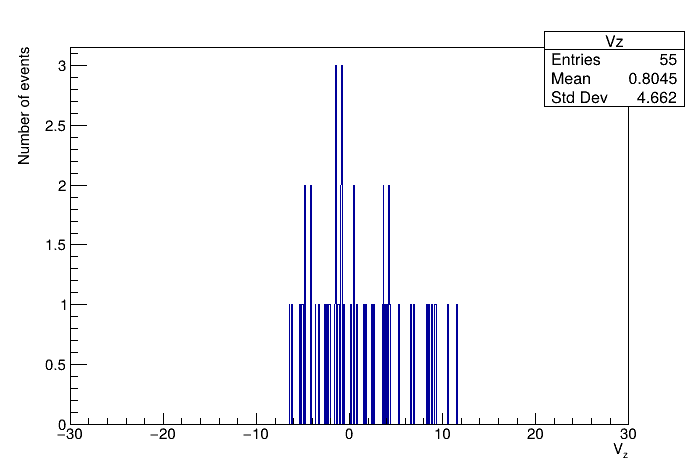 Vz
Entries 55
Mean 0.8045
Std Dev 4.662
Number of events
3
2.5
2
1.5
1
0.5
0
−30 −20 −10 0 10 20 30
Vz